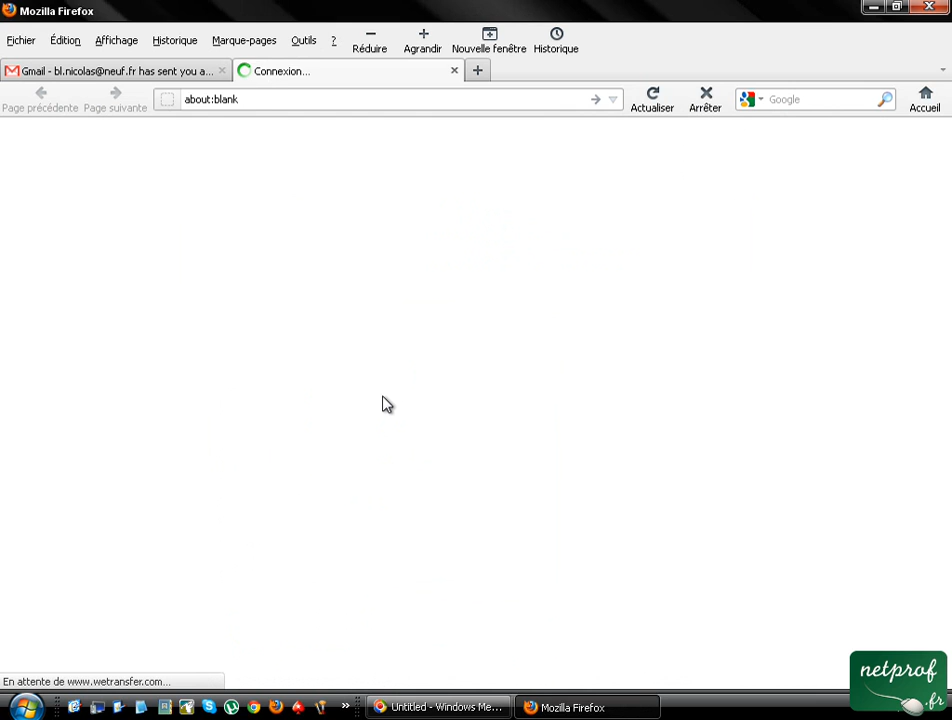 Mozilla Firefox
Fichier Édition Affichage Historique Marque-pages Outils ? Réduire Agrandir Nouvelle fenêtre Historique
Gmail - bl.nicolas@neuf.fr has sent you a... Connexion...
Page précédente Page suivante about:blank Actualiser Arrêter Google Accueil
En attente de www.wetransfer.com...
Untitled - Windows Me... Mozilla Firefox
netprof
.fr